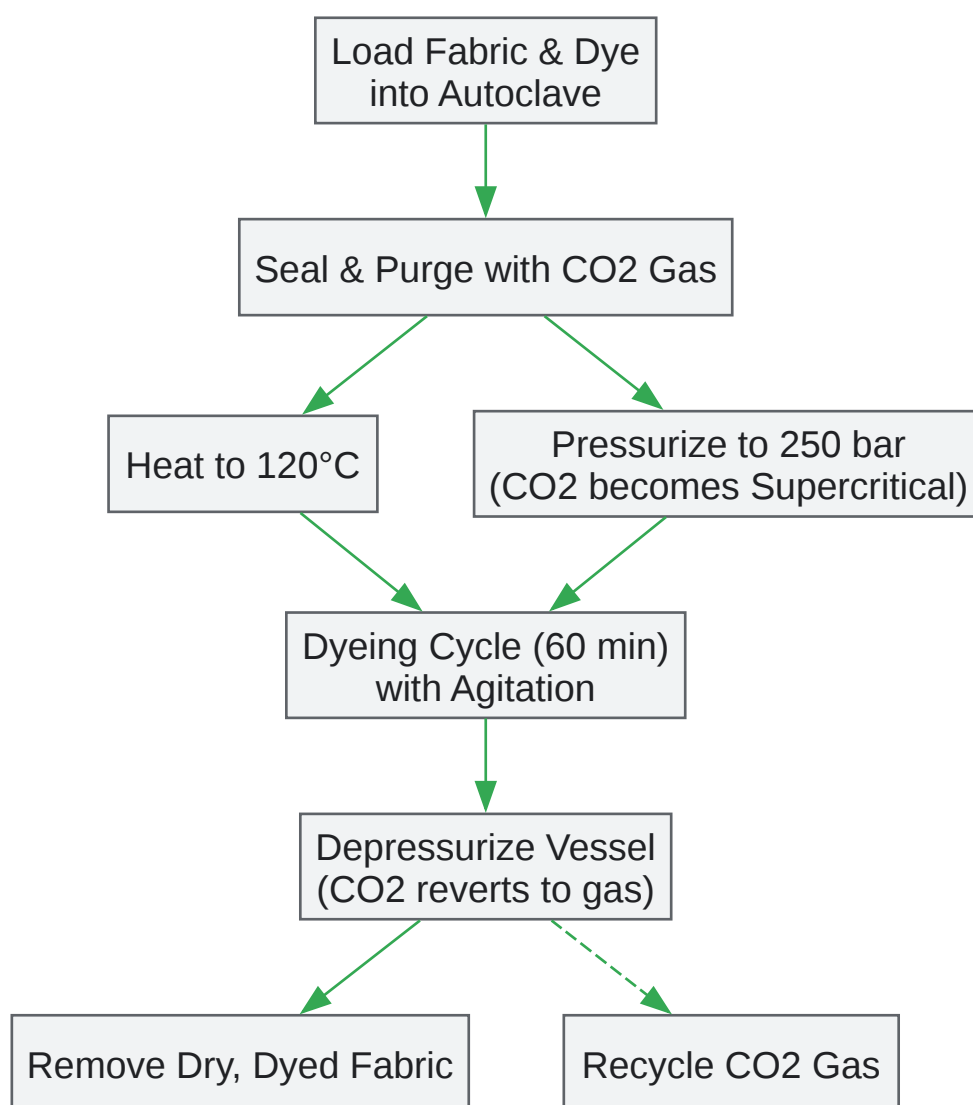 Load Fabric & Dye
into Autoclave
Seal & Purge with CO2 Gas
Heat to 120°C
Pressurize to 250 bar
(CO2 becomes Supercritical)
Dyeing Cycle (60 min)
with Agitation
Depressurize Vessel
(CO2 reverts to gas)
Remove Dry, Dyed Fabric
Recycle CO2 Gas